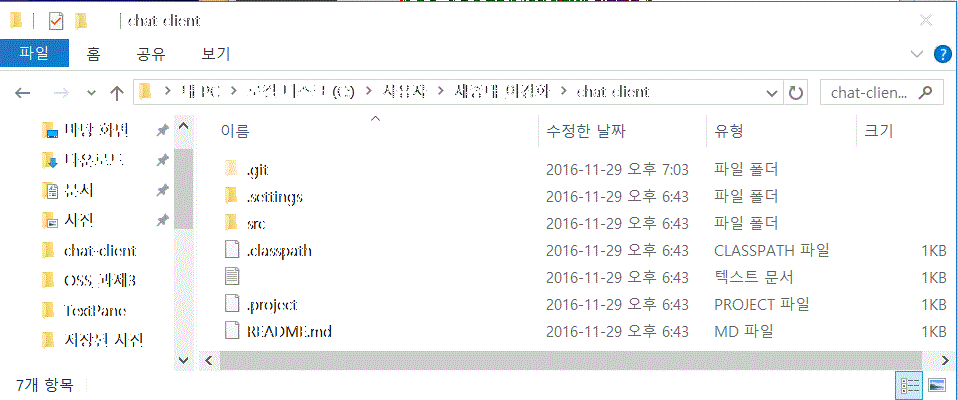 chat-client
파일 홈 공유 보기
내 PC 로컬 디스크 (C:) 사용자 chat-client chat-clien...
이름 수정한 날짜 유형 크기
바탕 화면
다운로드
문서
사진
chat-client
OSS_과제3
TextPane
저장된 사진
.git 2016-11-29 오후 7:03 파일 폴더
.settings 2016-11-29 오후 6:43 파일 폴더
src 2016-11-29 오후 6:43 파일 폴더
.classpath 2016-11-29 오후 6:43 CLASSPATH 파일 1KB
2016-11-29 오후 6:43 텍스트 문서 1KB
.project 2016-11-29 오후 6:43 PROJECT 파일 1KB
README.md 2016-11-29 오후 6:43 MD 파일 1KB
7개 항목